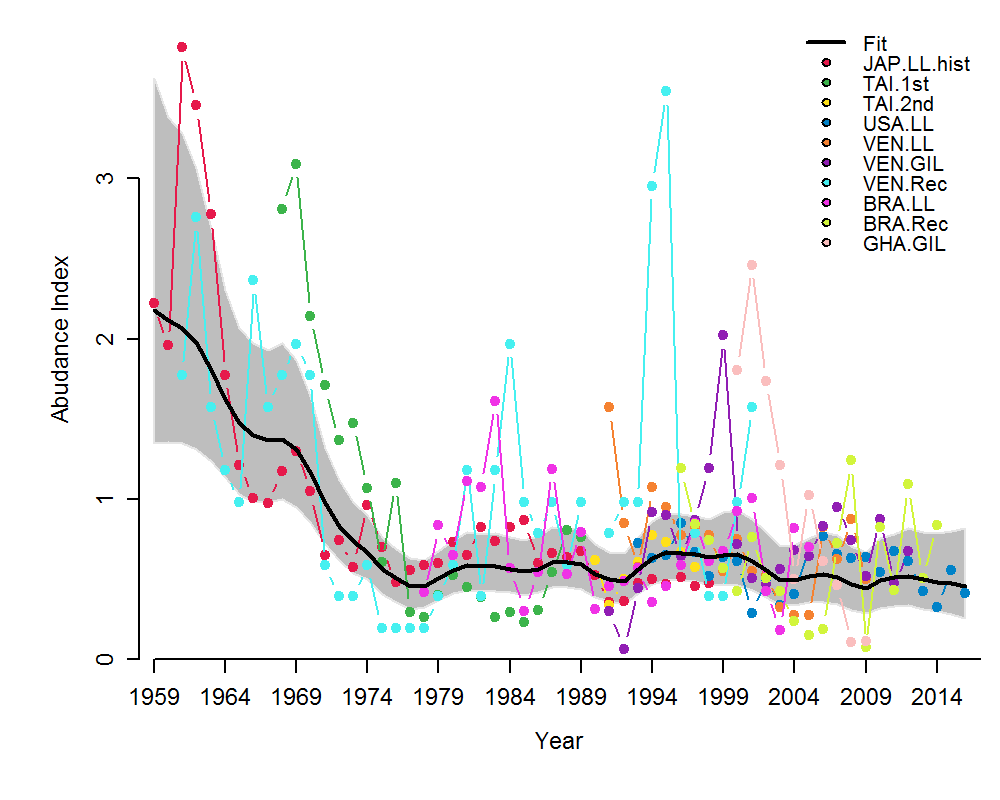 Fit
JAP.LL.hist
TAI.1st
TAI.2nd
USA.LL
VEN.LL
VEN.GIL
VEN.Rec
BRA.LL
BRA.Rec
GHA.GIL
Abudance Index
3
2
1
0
1959 1964 1969 1974 1979 1984 1989 1994 1999 2004 2009 2014
Year